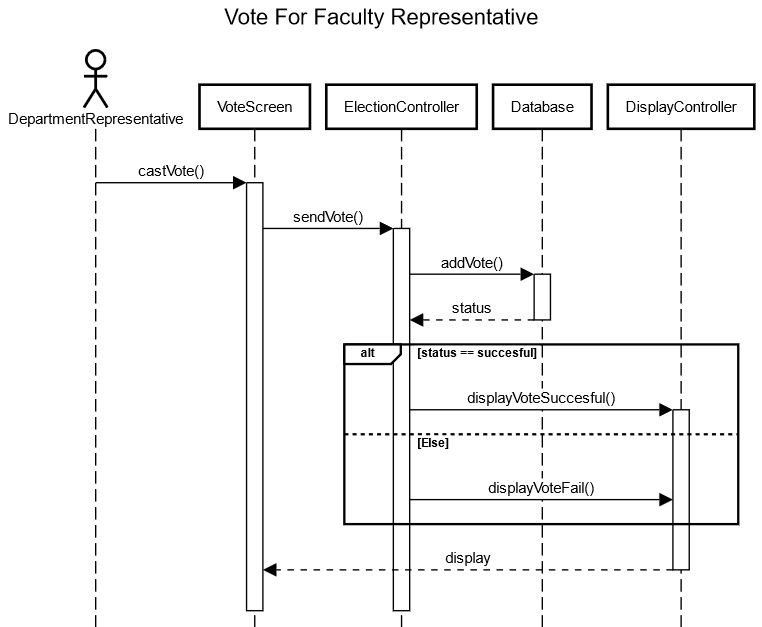 Vote For Faculty Representative
DepartmentRepresentative
VoteScreen
ElectionController
Database
DisplayController
castVote()
sendVote()
addVote()
status
alt
[status == succesful]
displayVoteSuccesful()
[Else]
displayVoteFail()
display